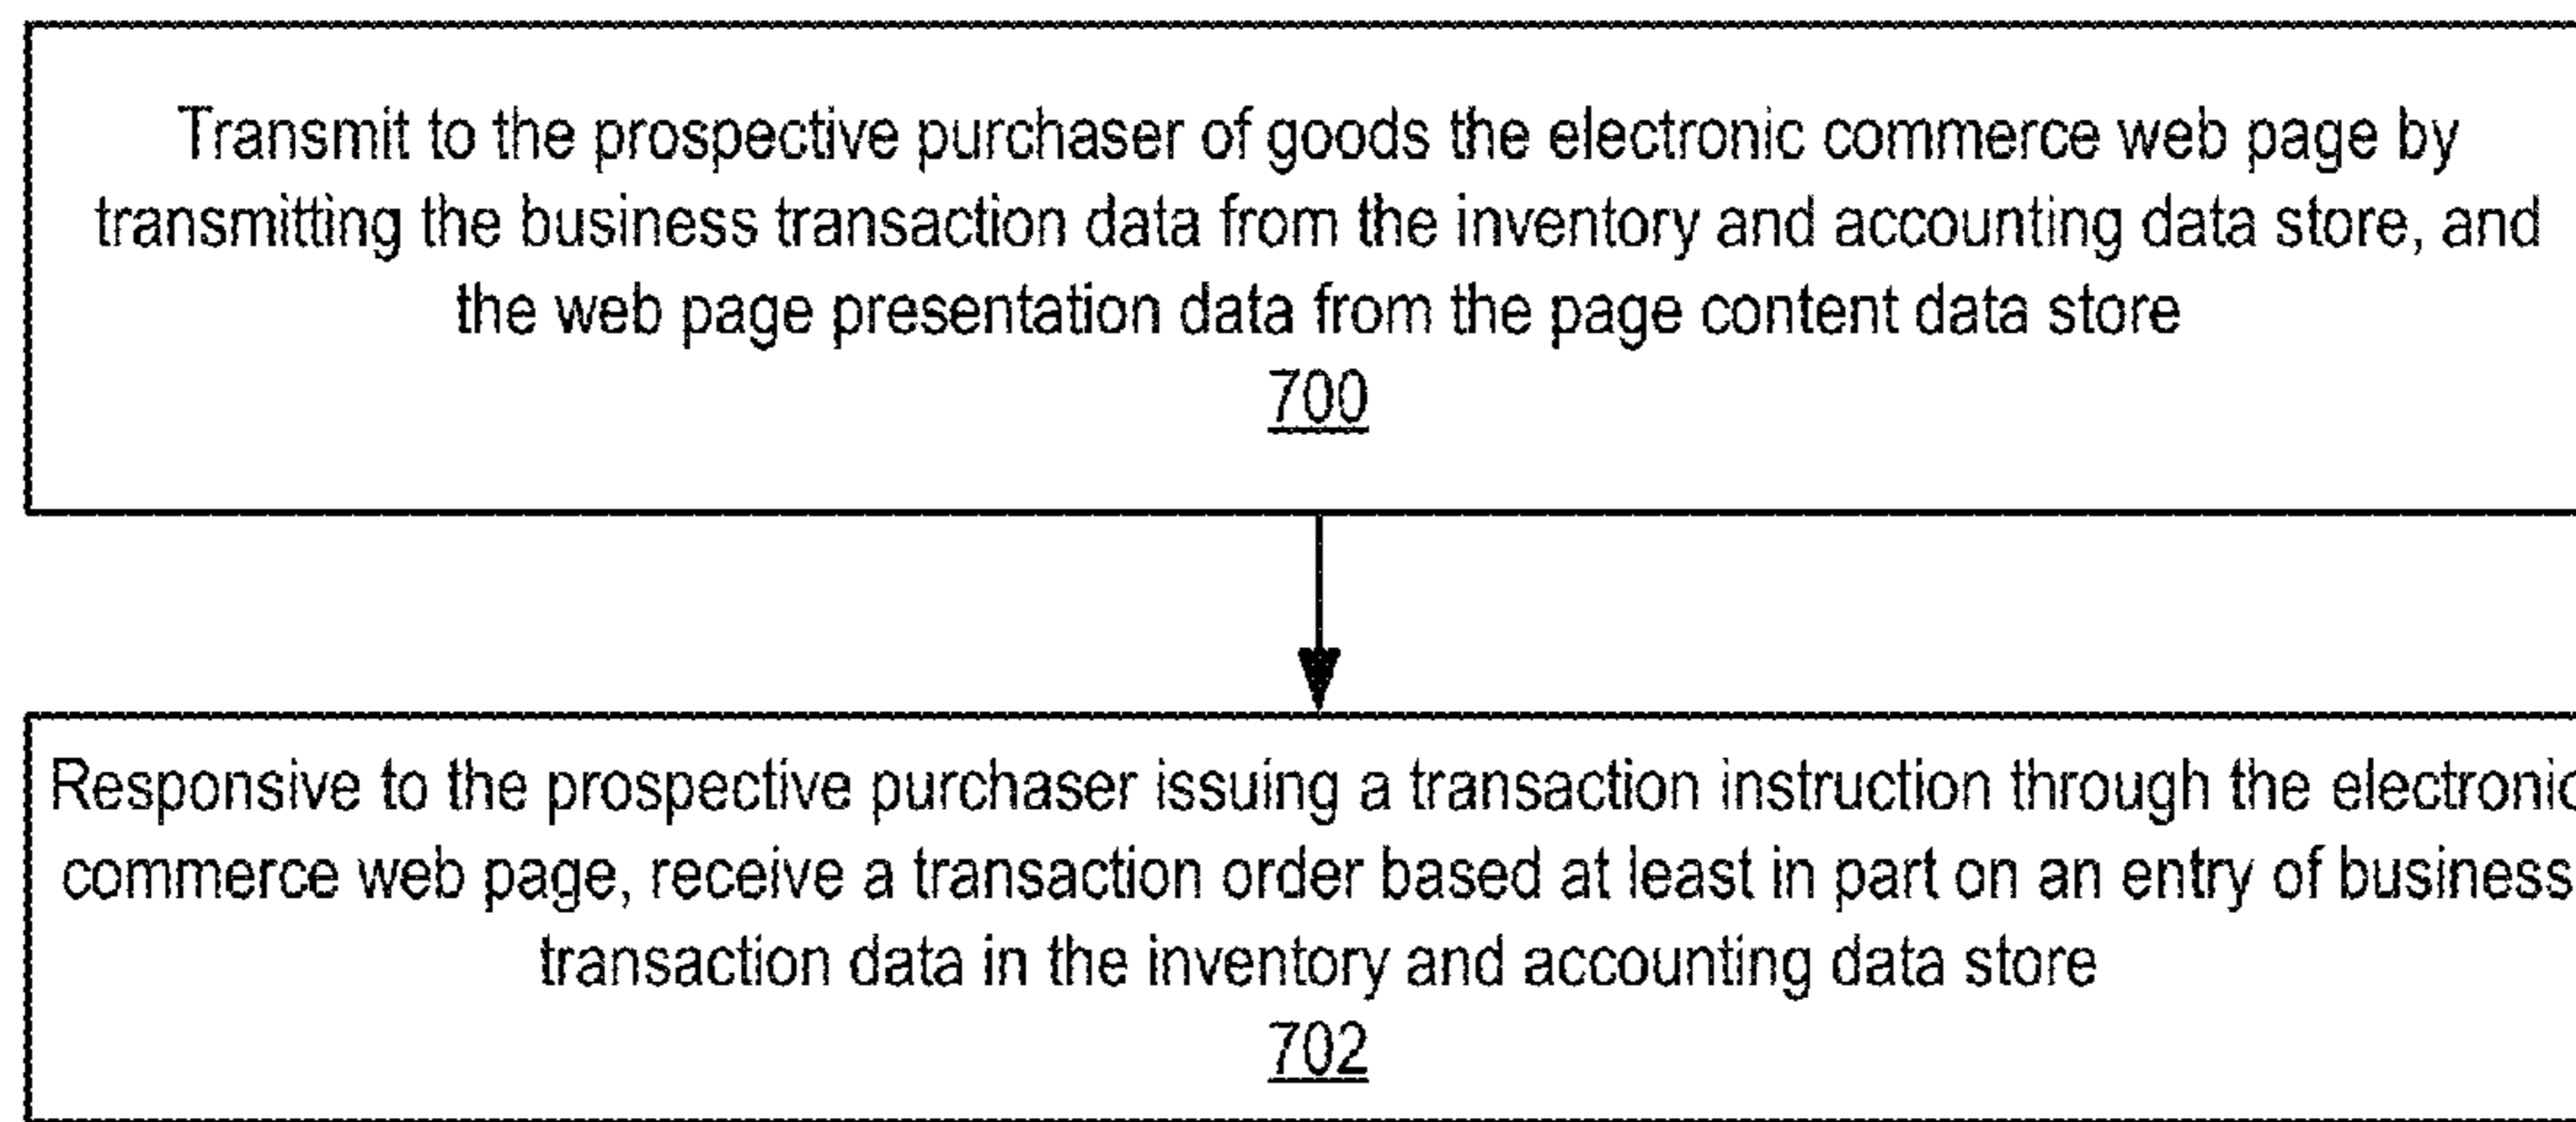 Transmit to the prospective purchaser of goods the electronic commerce web page by
transmitting the business transaction data from the inventory and accounting data store, and
the web page presentation data from the page content data store
700
Responsive to the prospective purchaser issuing a transaction instruction through the electronic
commerce web page, receive a transaction order based at least in part on an entry of business
transaction data in the inventory and accounting data store
702